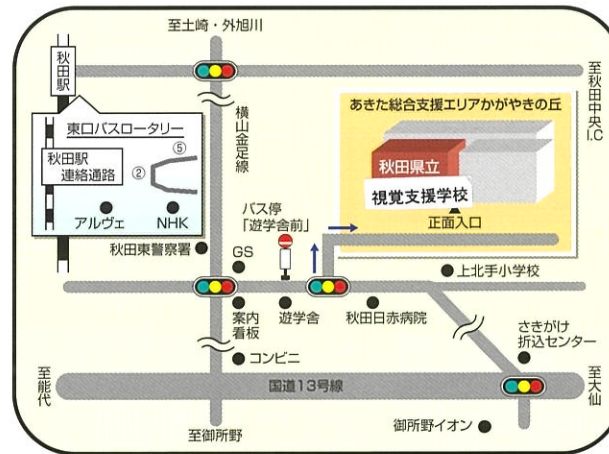 至土崎・外旭川
秋田駅
至秋田中央I.C
東口バスロータリー
秋田駅
連絡通路
⑤
②
アルヴェ
NHK
横山金足線
あきた総合支援エリアかがやきの丘
秋田県立
視覚支援学校
正面入口
バス停
「遊学舎前」
秋田東警察署
GS
上北手小学校
案内
看板
遊学舎
秋田日赤病院
コンビニ
さきがけ
折込センター
至能代
国道13号線
至大仙
至御所野
御所野イオン